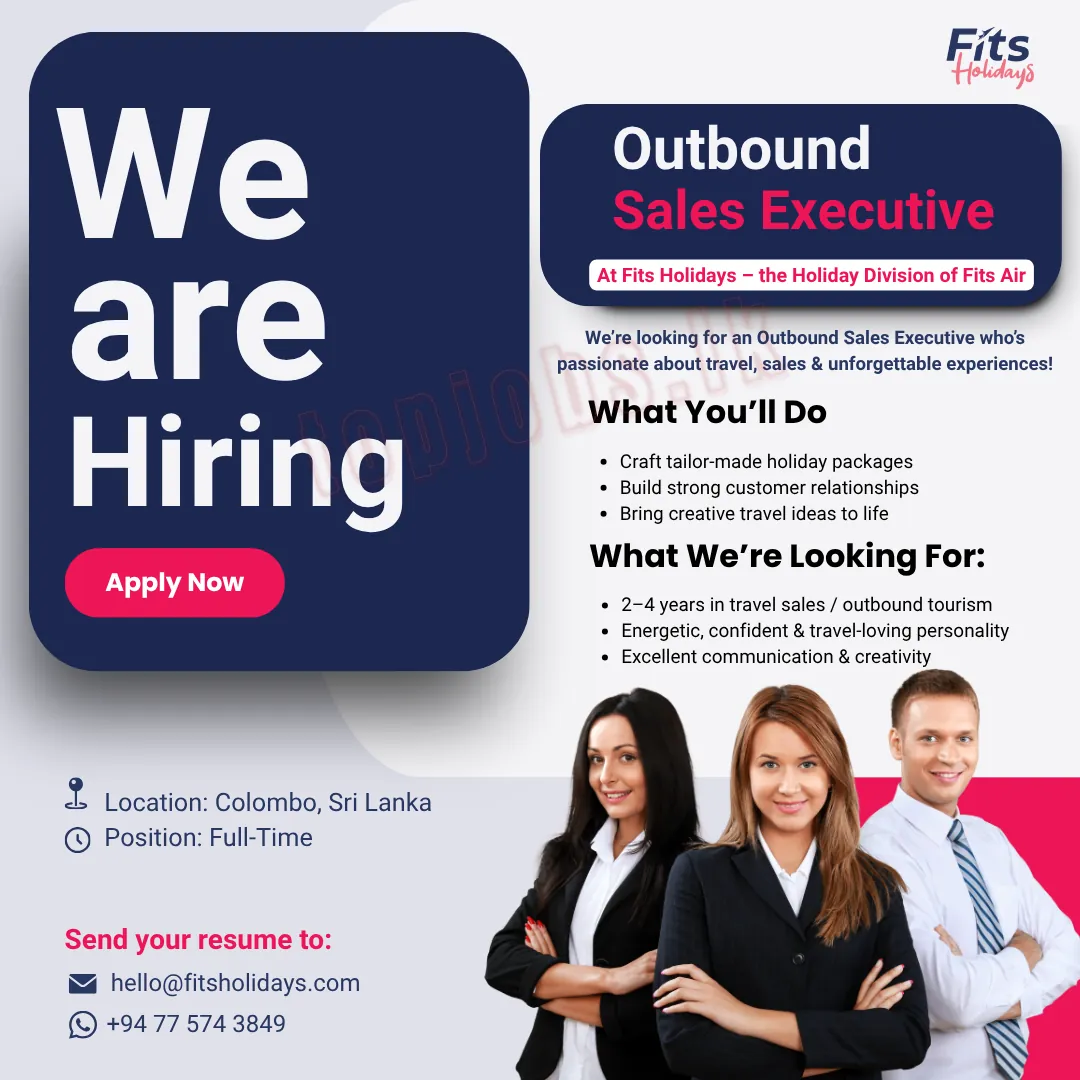 Fits
Holidays
We
are
Hiring
Apply Now
Outbound
Sales Executive
At Fits Holidays – the Holiday Division of Fits Air
We're looking for an Outbound Sales Executive who's
passionate about travel, sales & unforgettable experiences!
What You'll Do
• Craft tailor-made holiday packages
• Build strong customer relationships
• Bring creative travel ideas to life
What We're Looking For:
• 2–4 years in travel sales / outbound tourism
• Energetic, confident & travel-loving personality
• Excellent communication & creativity
topjobs.lk
Location: Colombo, Sri Lanka
Position: Full-Time
Send your resume to:
hello@fitsholidays.com
+94 77 574 3849